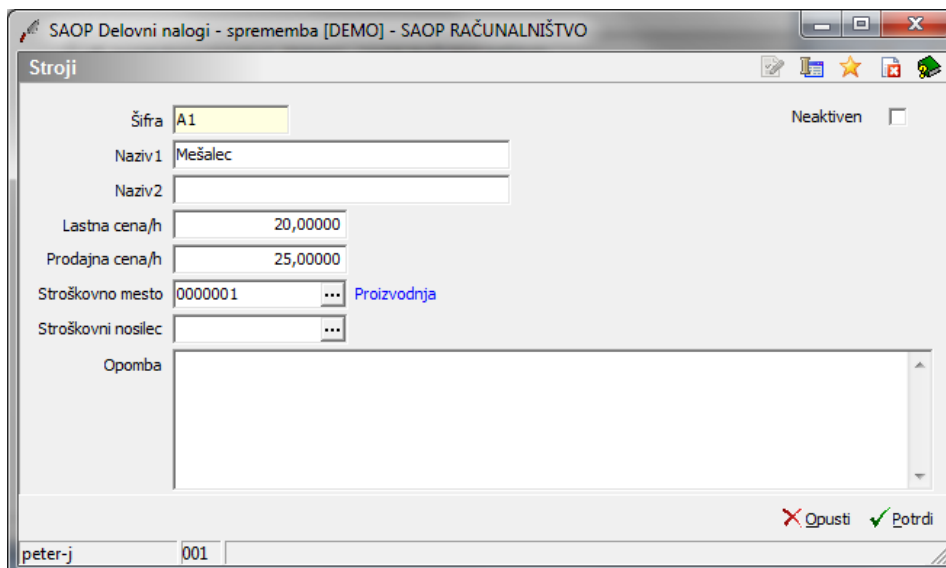 SAOP Delovni nalogi - sprememba [DEMO] - SAOP RAČUNALNIŠTVO
Stroji
Šifra A1 Neaktiven
Naziv1 Mešalec
Naziv2
Lastna cena/h 20,00000
Prodajna cena/h 25,00000
Stroškovno mesto 0000001 ... Proizvodnja
Stroškovni nosilec ...
Opomba
Opusti Potrdi
peter-j 001